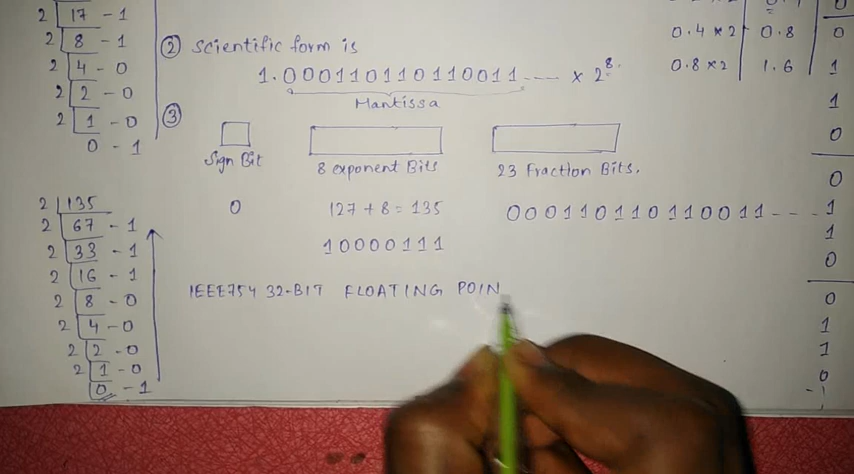 2 17 - 1
2 8 - 1
2 4 - 0
2 2 - 0
2 1 - 0
0 - 1
② Scientific form is
1.000110110110011---- × 2^8.
Mantissa
③
Sign Bit
8 exponent Bits
23 Fraction Bits.
0
127 + 8 = 135
000110110110011----
10000111
IEEE754 32-BIT FLOATING POIN
2 135
2 67 - 1
2 33 - 1
2 16 - 1
2 8 - 0
2 4 - 0
2 2 - 0
2 1 - 0
0 - 1
0.4 × 2 0.8
0.8 × 2 1.6
0
0
1
1
0
0
1
1
0
0
1
1
0